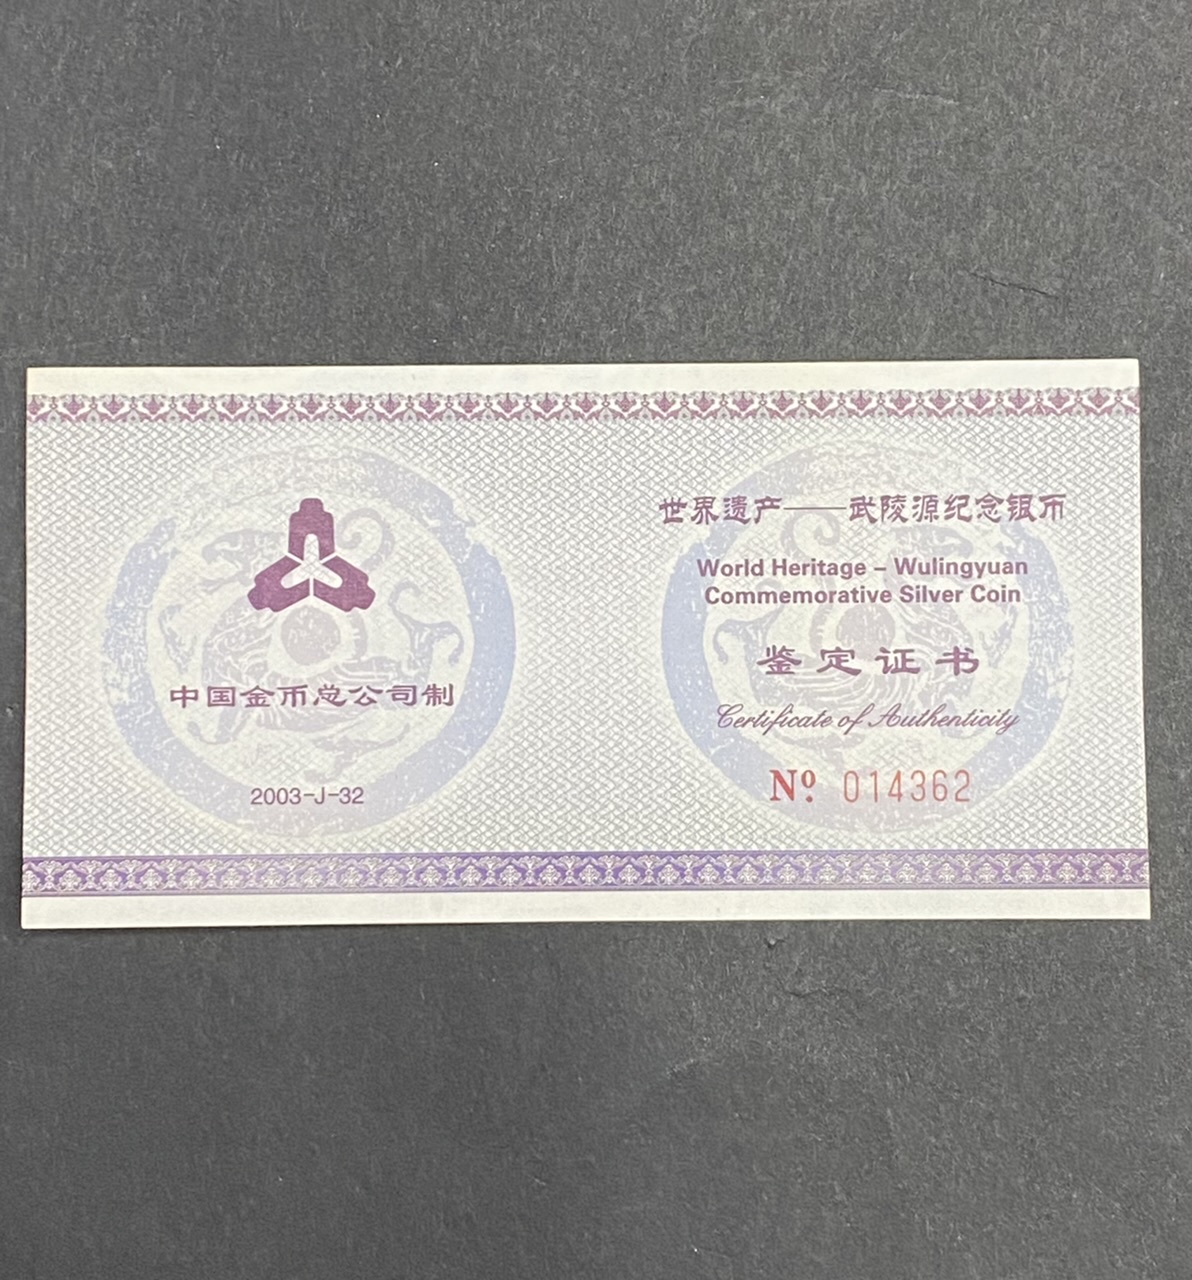 中国金币总公司制
2003-J-32
世界遗产——武陵源纪念银币
World Heritage – Wulingyuan
Commemorative Silver Coin
鉴定证书
Certificate of Authenticity
Nº 014362